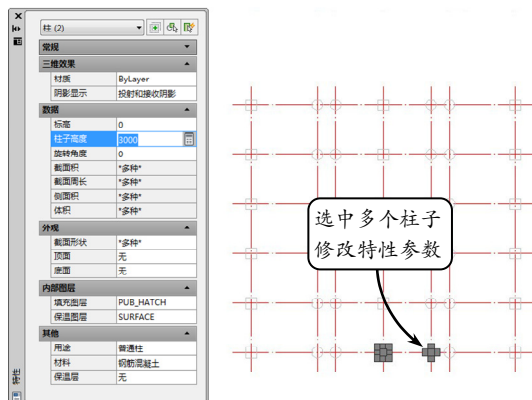 柱 (2)
常规
三维效果
材质 ByLayer
阴影显示 投射和接收阴影
数据
标高 0
柱子高度 3000
旋转角度 0
截面积 *多种*
截面周长 *多种*
侧面积 *多种*
体积 *多种*
外观
截面形状 *多种*
顶面 无
底面 无
内部图层
填充图层 PUB_HATCH
保温图层 SURFACE
其他
用途 普通柱
材料 钢筋混凝土
保温层 无
特性
选中多个柱子
修改特性参数